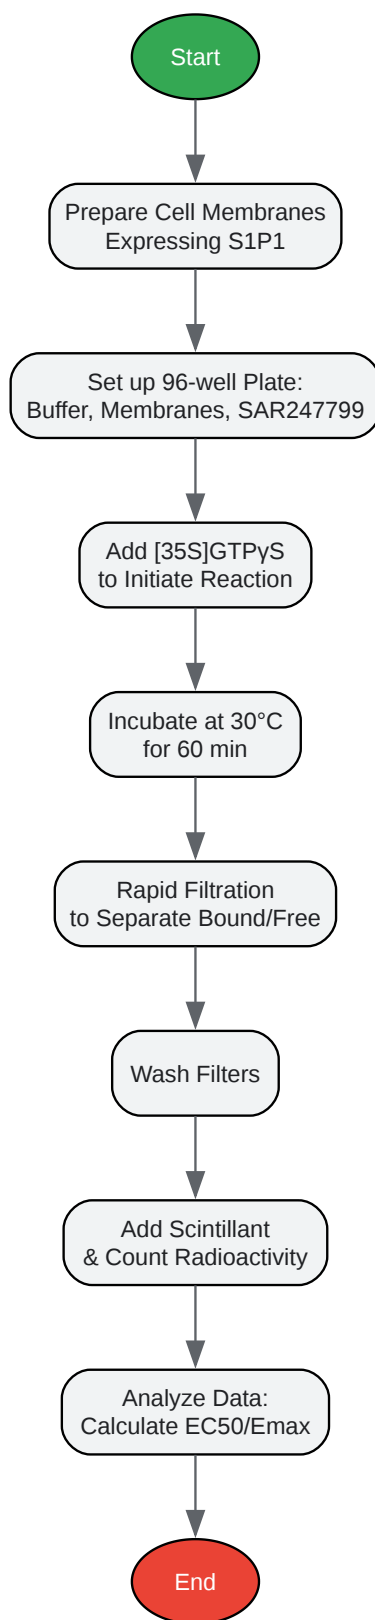 Start
Prepare Cell Membranes
Expressing S1P1
Set up 96-well Plate:
Buffer, Membranes, SAR247799
Add [35S]GTPγS
to Initiate Reaction
Incubate at 30°C
for 60 min
Rapid Filtration
to Separate Bound/Free
Wash Filters
Add Scintillant
& Count Radioactivity
Analyze Data:
Calculate EC50/Emax
End